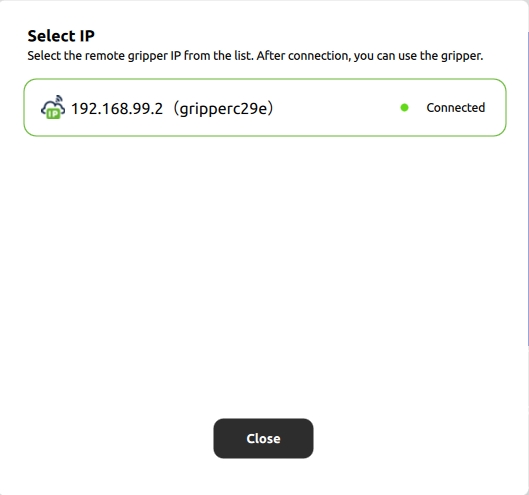 Select IP
Select the remote gripper IP from the list. After connection, you can use the gripper.
IP
192.168.99.2（gripperc29e） Connected
Close